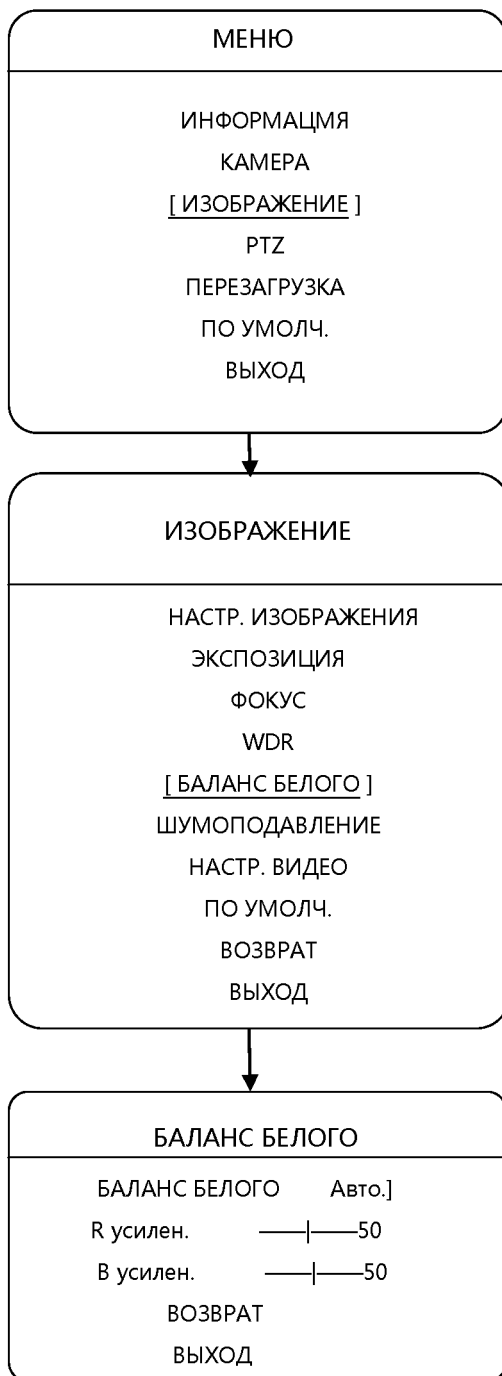 МЕНЮ
ИНФОРМАЦМЯ
КАМЕРА
[ ИЗОБРАЖЕНИЕ ]
PTZ
ПЕРЕЗАГРУЗКА
ПО УМОЛЧ.
ВЫХОД
ИЗОБРАЖЕНИЕ
НАСТР. ИЗОБРАЖЕНИЯ
ЭКСПОЗИЦИЯ
ФОКУС
WDR
[ БАЛАНС БЕЛОГО ]
ШУМОПОДАВЛЕНИЕ
НАСТР. ВИДЕО
ПО УМОЛЧ.
ВОЗВРАТ
ВЫХОД
БАЛАНС БЕЛОГО
БАЛАНС БЕЛОГО Авто.]
R усилен. ——|——50
B усилен. ——|——50
ВОЗВРАТ
ВЫХОД